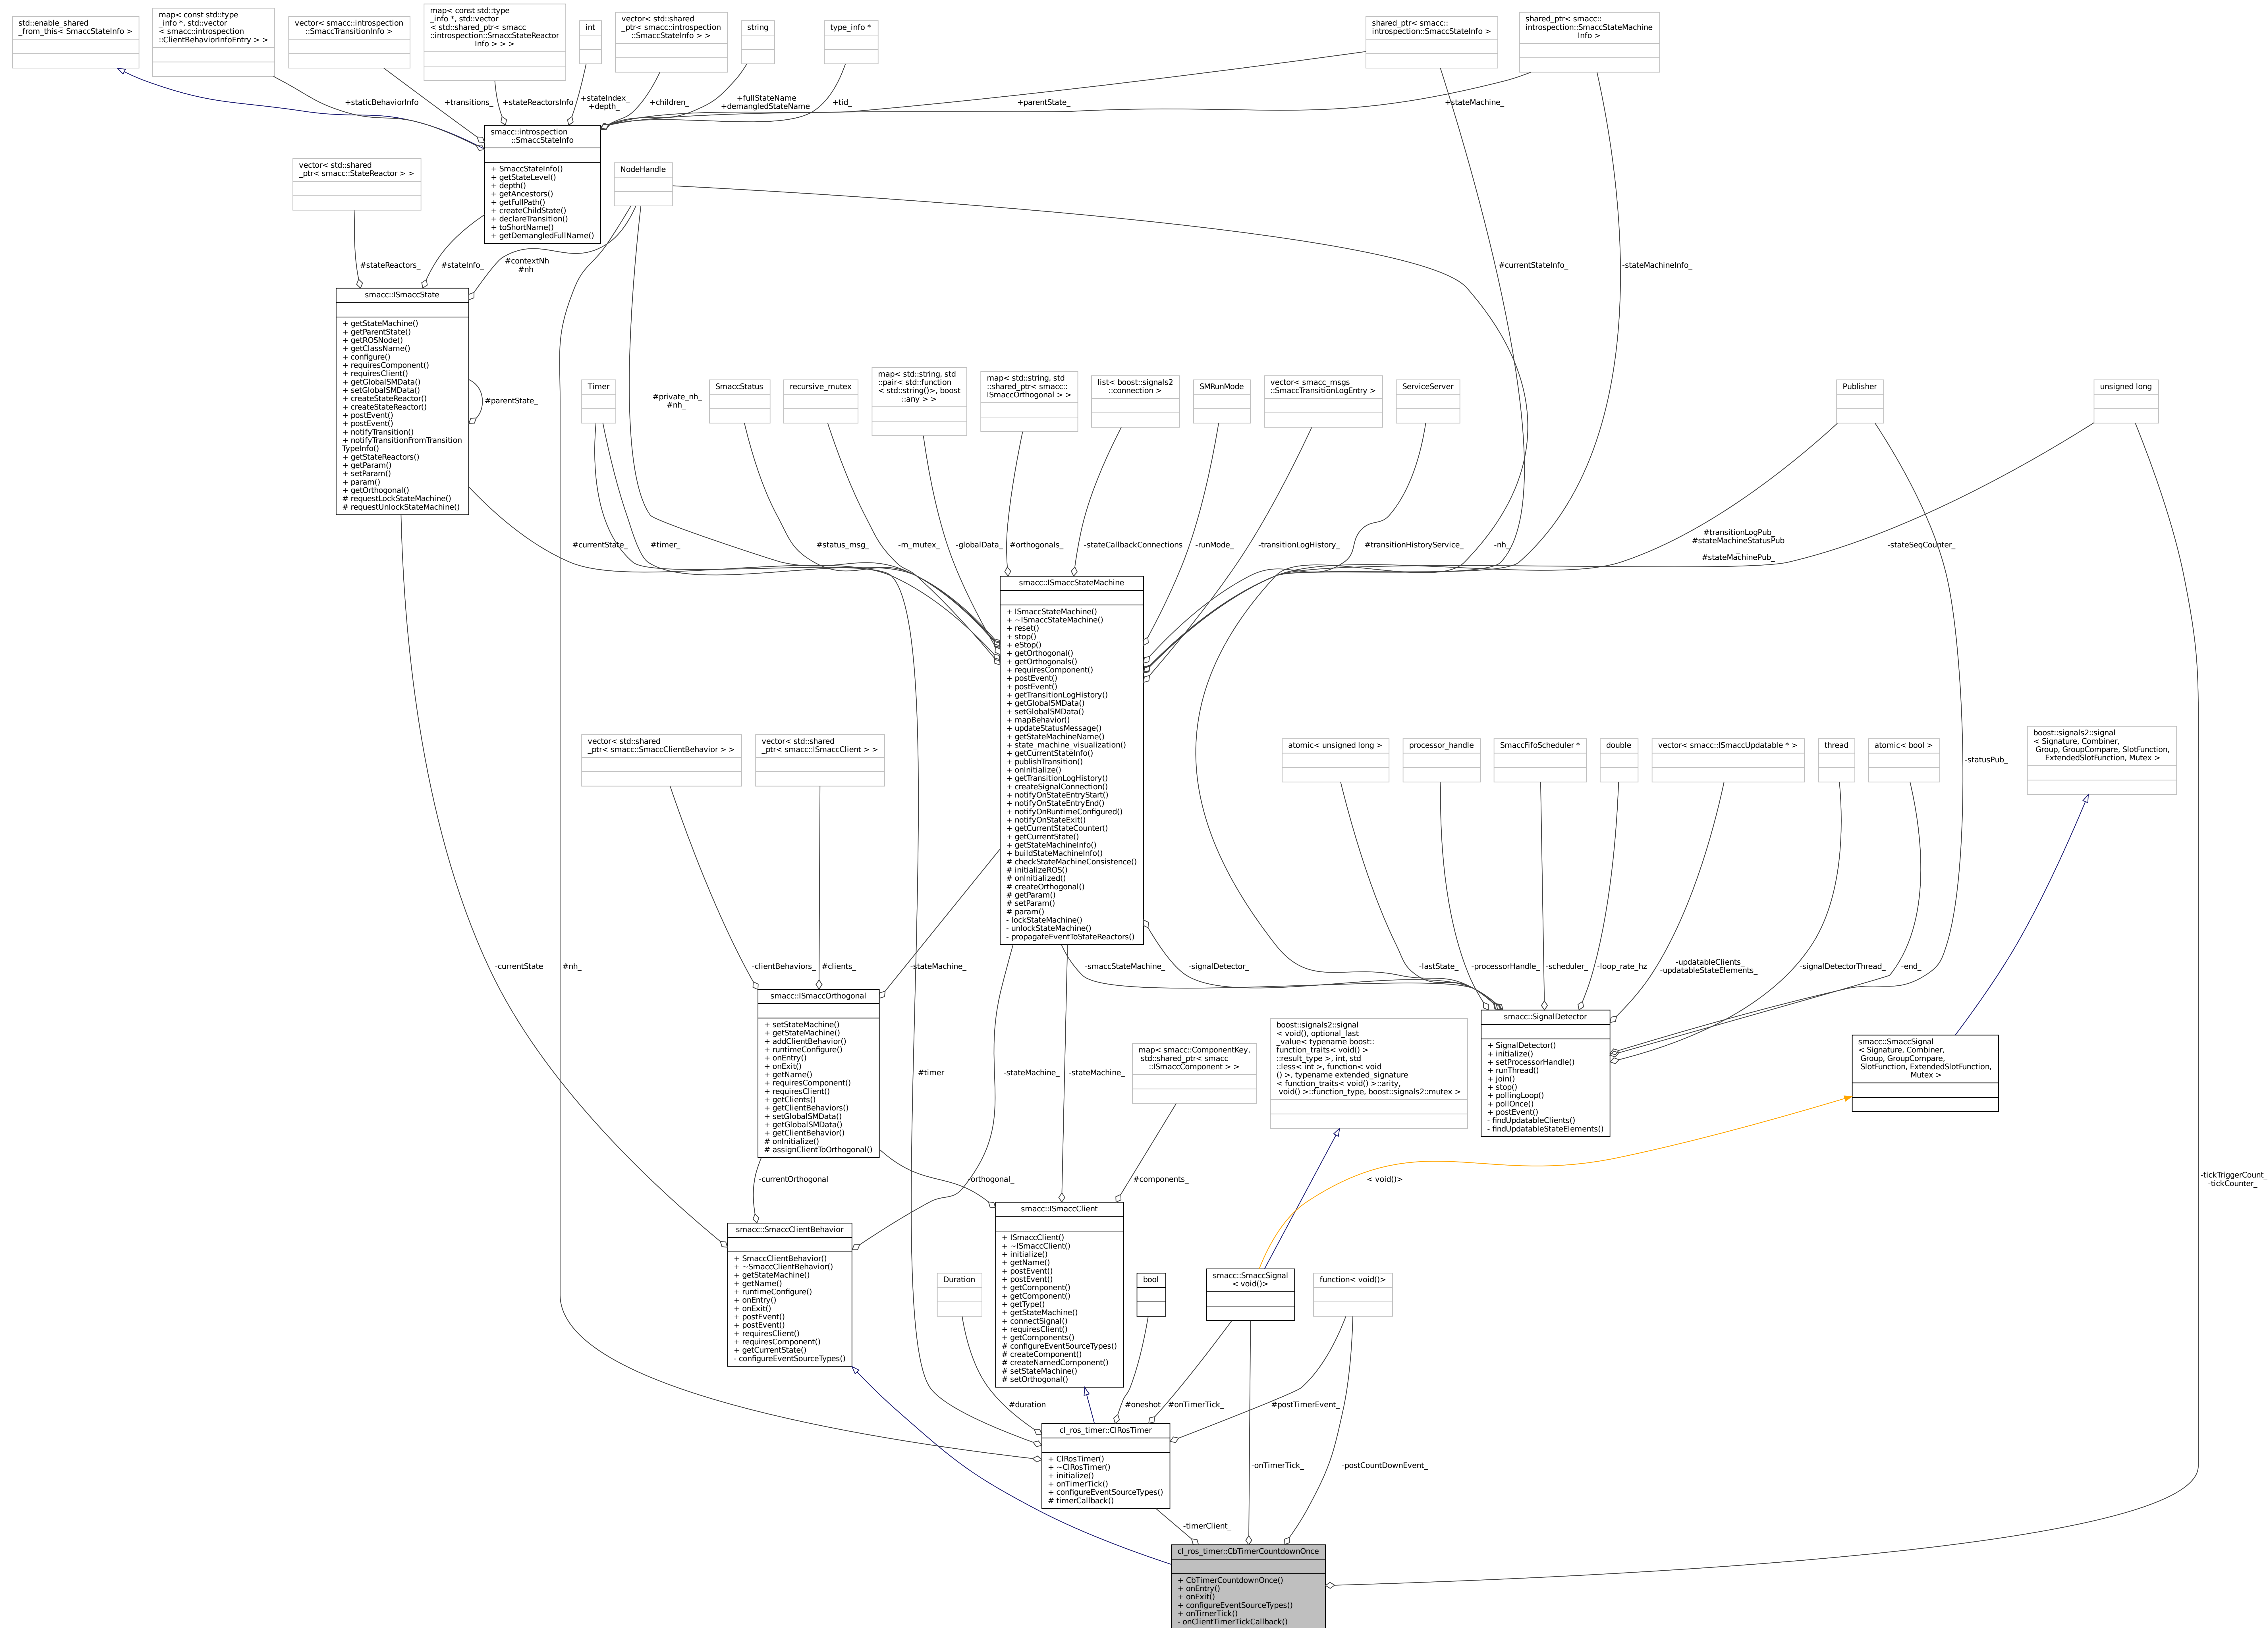 std::enable_shared
_from_this< SmaccStateInfo >
map< const std::type
_info *, std::vector
< smacc::introspection
::ClientBehaviorInfoEntry > >
vector< smacc::introspection
::SmaccTransitionInfo >
map< const std::type
_info *, std::vector
< std::shared_ptr< smacc
::introspection::SmaccStateReactor
Info > > >
int
vector< std::shared
_ptr< smacc::introspection
::SmaccStateInfo > >
string
type_info *
shared_ptr< smacc::
introspection::SmaccStateInfo >
shared_ptr< smacc::
introspection::SmaccStateMachine
Info >
+staticBehaviorInfo
+transitions_
+stateReactorsInfo
+stateIndex_
+depth_
+children_
+fullStateName
+demangledStateName
+tid_
+parentState_
+stateMachine_
smacc::introspection
::SmaccStateInfo
+ SmaccStateInfo()
+ getStateLevel()
+ depth()
+ getAncestors()
+ getFullPath()
+ createChildState()
+ declareTransition()
+ toShortName()
+ getDemangledFullName()
vector< std::shared
_ptr< smacc::StateReactor > >
NodeHandle
#stateReactors_
#stateInfo_
#contextNh
#nh
#currentStateInfo_
-stateMachineInfo_
smacc::ISmaccState
+ getStateMachine()
+ getParentState()
+ getROSNode()
+ getClassName()
+ configure()
+ requiresComponent()
+ requiresClient()
+ getGlobalSMData()
+ setGlobalSMData()
+ createStateReactor()
+ createStateReactor()
+ postEvent()
+ postEvent()
+ notifyTransition()
+ notifyTransitionFromTransition
TypeInfo()
+ getStateReactors()
+ getParam()
+ setParam()
+ param()
+ getOrthogonal()
# requestLockStateMachine()
# requestUnlockStateMachine()
#parentState_
Timer
#private_nh_
#nh_
SmaccStatus
recursive_mutex
map< std::string, std
::pair< std::function
< std::string()>, boost
::any > >
map< std::string, std
::shared_ptr< smacc::
ISmaccOrthogonal > >
list< boost::signals2
::connection >
SMRunMode
vector< smacc_msgs
::SmaccTransitionLogEntry >
ServiceServer
Publisher
unsigned long
#currentState_
#timer_
#status_msg_
-m_mutex_
-globalData_
#orthogonals_
-stateCallbackConnections
-runMode_
-transitionLogHistory_
#transitionHistoryService_
-nh_
#transitionLogPub_
#stateMachineStatusPub
_
#stateMachinePub_
-stateSeqCounter_
smacc::ISmaccStateMachine
+ ISmaccStateMachine()
+ ~ISmaccStateMachine()
+ reset()
+ stop()
+ eStop()
+ getOrthogonal()
+ getOrthogonals()
+ requiresComponent()
+ postEvent()
+ postEvent()
+ getTransitionLogHistory()
+ getGlobalSMData()
+ setGlobalSMData()
+ mapBehavior()
+ updateStatusMessage()
+ getStateMachineName()
+ state_machine_visualization()
+ getCurrentStateInfo()
+ publishTransition()
+ onInitialize()
+ getTransitionLogHistory()
+ createSignalConnection()
+ notifyOnStateEntryStart()
+ notifyOnStateEntryEnd()
+ notifyOnRuntimeConfigured()
+ notifyOnStateExit()
+ getCurrentStateCounter()
+ getCurrentState()
+ getStateMachineInfo()
+ buildStateMachineInfo()
# checkStateMachineConsistence()
# initializeROS()
# onInitialized()
# createOrthogonal()
# getParam()
# setParam()
# param()
- lockStateMachine()
- unlockStateMachine()
- propagateEventToStateReactors()
vector< std::shared
_ptr< smacc::SmaccClientBehavior > >
vector< std::shared
_ptr< smacc::ISmaccClient > >
atomic< unsigned long >
processor_handle
SmaccFifoScheduler *
double
vector< smacc::ISmaccUpdatable * >
thread
atomic< bool >
-statusPub_
boost::signals2::signal
< Signature, Combiner,
Group, GroupCompare, SlotFunction,
ExtendedSlotFunction, Mutex >
-currentState
#nh_
-clientBehaviors_
#clients_
-stateMachine_
-smaccStateMachine_
-signalDetector_
-lastState_
-processorHandle_
-scheduler_
-loop_rate_hz
-updatableClients_
-updatableStateElements_
-signalDetectorThread_
-end_
smacc::ISmaccOrthogonal
+ setStateMachine()
+ getStateMachine()
+ addClientBehavior()
+ runtimeConfigure()
+ onEntry()
+ onExit()
+ getName()
+ requiresComponent()
+ requiresClient()
+ getClients()
+ getClientBehaviors()
+ setGlobalSMData()
+ getGlobalSMData()
+ getClientBehavior()
# onInitialize()
# assignClientToOrthogonal()
smacc::SignalDetector
+ SignalDetector()
+ initialize()
+ setProcessorHandle()
+ runThread()
+ join()
+ stop()
+ pollingLoop()
+ pollOnce()
+ postEvent()
- findUpdatableClients()
- findUpdatableStateElements()
boost::signals2::signal
< void(), optional_last
_value< typename boost::
function_traits< void() >
::result_type >, int, std
::less< int >, function< void
() >, typename extended_signature
< function_traits< void() >::arity,
void() >::function_type, boost::signals2::mutex >
smacc::SmaccSignal
< Signature, Combiner,
Group, GroupCompare,
SlotFunction, ExtendedSlotFunction,
Mutex >
map< smacc::ComponentKey,
std::shared_ptr< smacc
::ISmaccComponent > >
#timer
-stateMachine_
-stateMachine_
-currentOrthogonal
-orthogonal_
#components_
< void()>
-tickTriggerCount_
-tickCounter_
smacc::SmaccClientBehavior
+ SmaccClientBehavior()
+ ~SmaccClientBehavior()
+ getStateMachine()
+ getName()
+ runtimeConfigure()
+ onEntry()
+ onExit()
+ postEvent()
+ postEvent()
+ requiresClient()
+ requiresComponent()
+ getCurrentState()
- configureEventSourceTypes()
smacc::ISmaccClient
+ ISmaccClient()
+ ~ISmaccClient()
+ initialize()
+ getName()
+ postEvent()
+ postEvent()
+ getComponent()
+ getComponent()
+ getType()
+ getStateMachine()
+ connectSignal()
+ requiresClient()
+ getComponents()
# configureEventSourceTypes()
# createComponent()
# createNamedComponent()
# setStateMachine()
# setOrthogonal()
Duration
bool
smacc::SmaccSignal
< void()>
function< void()>
#duration
#oneshot
#onTimerTick_
#postTimerEvent_
cl_ros_timer::ClRosTimer
+ ClRosTimer()
+ ~ClRosTimer()
+ initialize()
+ onTimerTick()
+ configureEventSourceTypes()
# timerCallback()
-onTimerTick_
-postCountDownEvent_
-timerClient_
cl_ros_timer::CbTimerCountdownOnce
+ CbTimerCountdownOnce()
+ onEntry()
+ onExit()
+ configureEventSourceTypes()
+ onTimerTick()
- onClientTimerTickCallback()